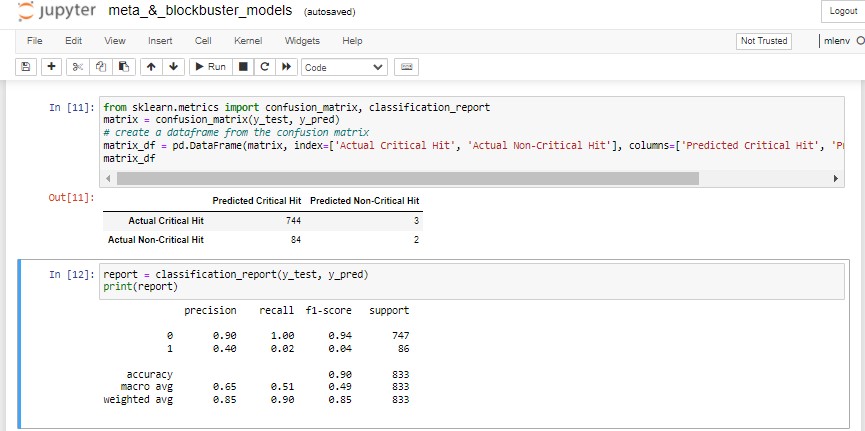 jupyter meta_&_blockbuster_models (autosaved)
Logout
File Edit View Insert Cell Kernel Widgets Help
Not Trusted
mlenv
Run
Code
In [11]: from sklearn.metrics import confusion_matrix, classification_report
matrix = confusion_matrix(y_test, y_pred)
# create a dataframe from the confusion matrix
matrix_df = pd.DataFrame(matrix, index=['Actual Critical Hit', 'Actual Non-Critical Hit'], columns=['Predicted Critical Hit', 'P
matrix_df
Out[11]:
Predicted Critical Hit Predicted Non-Critical Hit
Actual Critical Hit 744 3
Actual Non-Critical Hit 84 2
In [12]: report = classification_report(y_test, y_pred)
print(report)
precision recall f1-score support
0 0.90 1.00 0.94 747
1 0.40 0.02 0.04 86
accuracy 0.90 833
macro avg 0.65 0.51 0.49 833
weighted avg 0.85 0.90 0.85 833